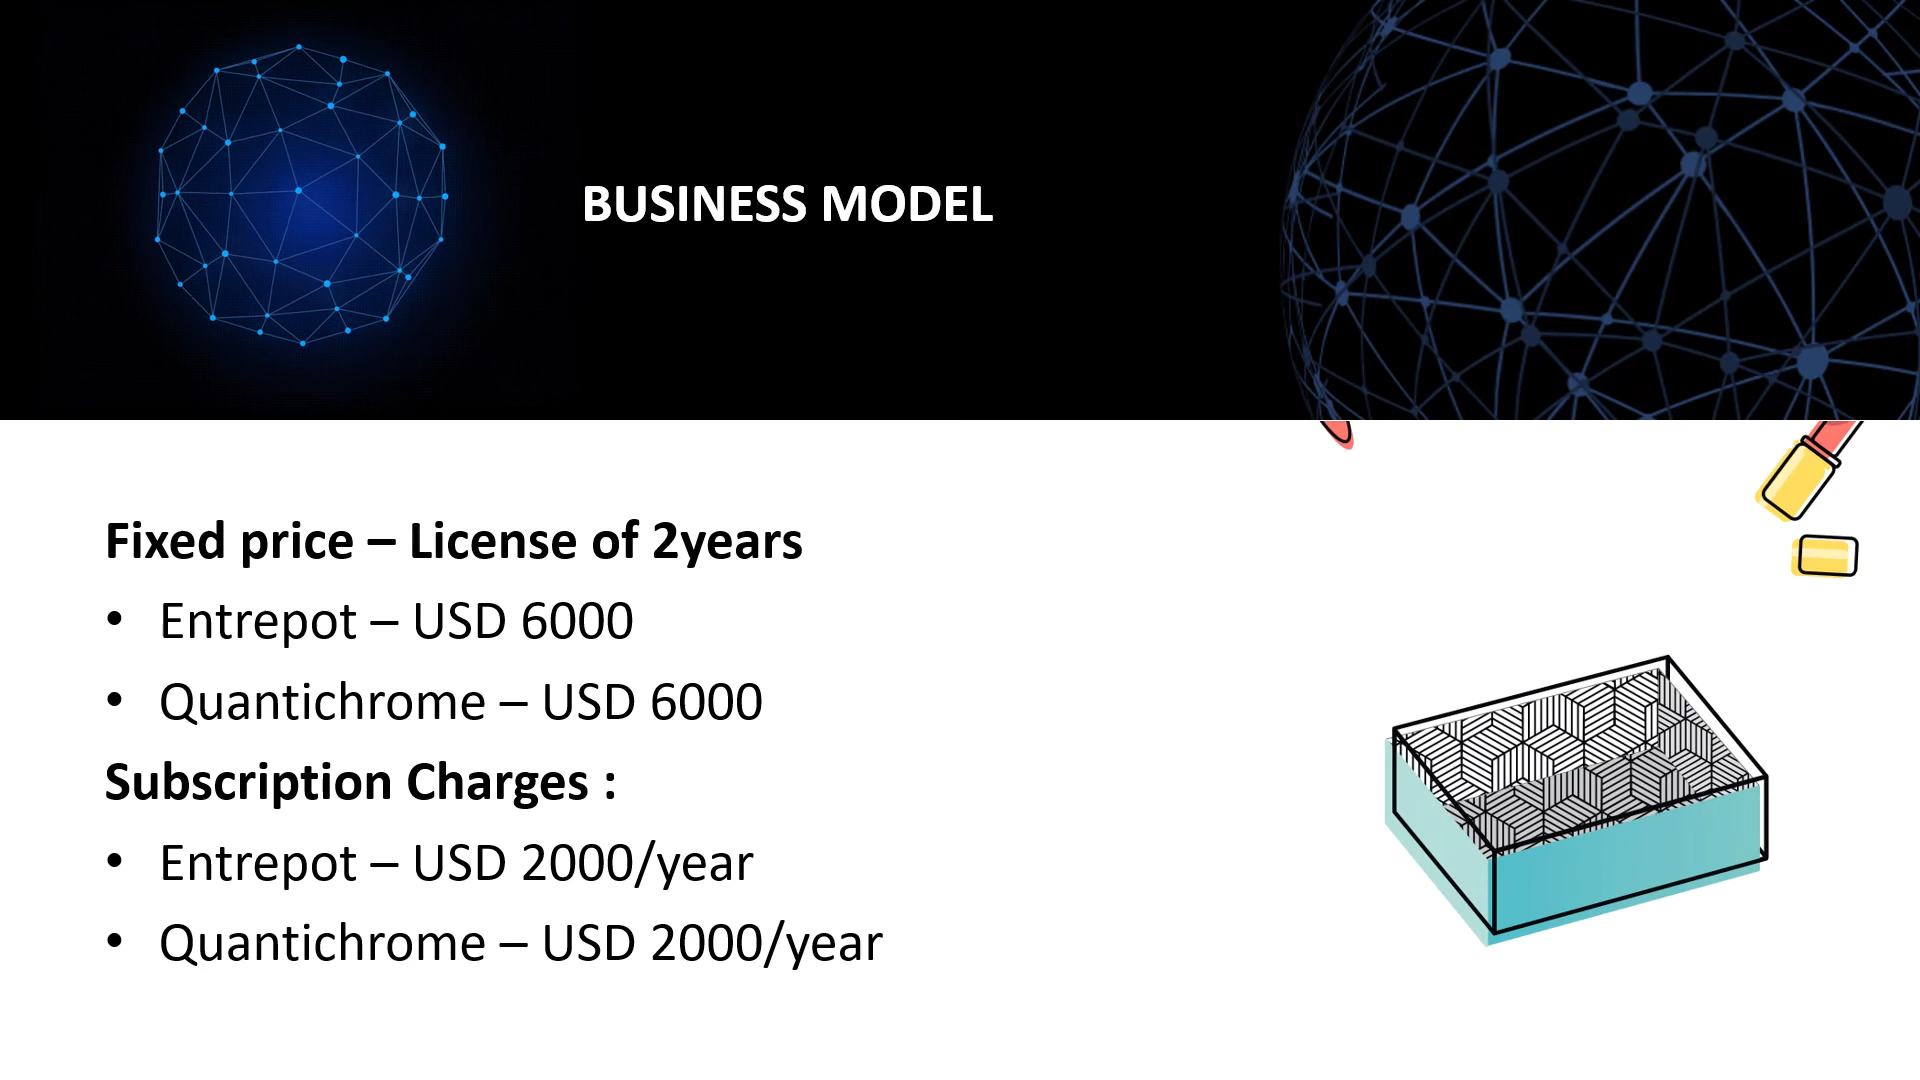 BUSINESS MODEL
Fixed price – License of 2years
• Entrepot – USD 6000
• Quantichrome – USD 6000
Subscription Charges :
• Entrepot – USD 2000/year
• Quantichrome – USD 2000/year